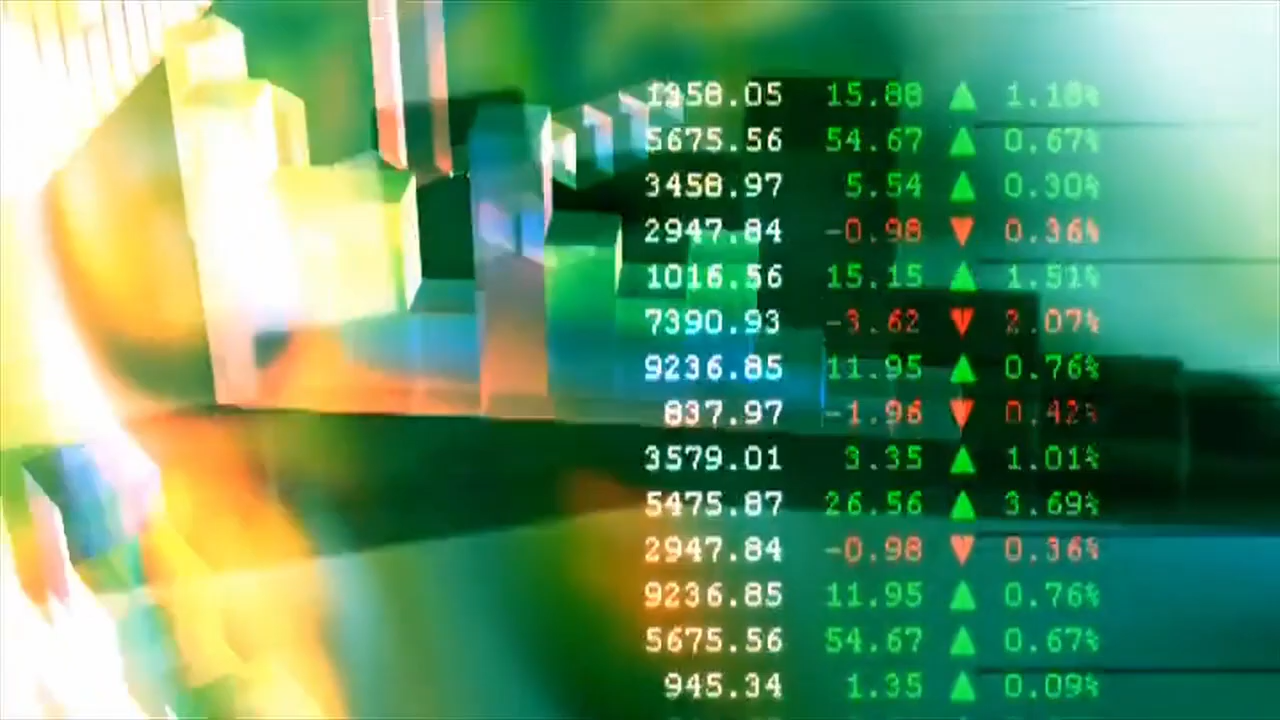 1358.05 15.88 ▲ 1.18%
5675.56 54.67 ▲ 0.67%
3458.97 5.54 ▲ 0.30%
2947.84 -0.98 ▼ 0.36%
1016.56 15.15 ▲ 1.51%
7390.93 -3.62 ▼ 2.07%
9236.85 11.95 ▲ 0.76%
837.97 -1.96 ▼ 0.42%
3579.01 3.35 ▲ 1.01%
5475.87 26.56 ▲ 3.69%
2947.84 -0.98 ▼ 0.36%
9236.85 11.95 ▲ 0.76%
5675.56 54.67 ▲ 0.67%
945.34 1.35 ▲ 0.09%